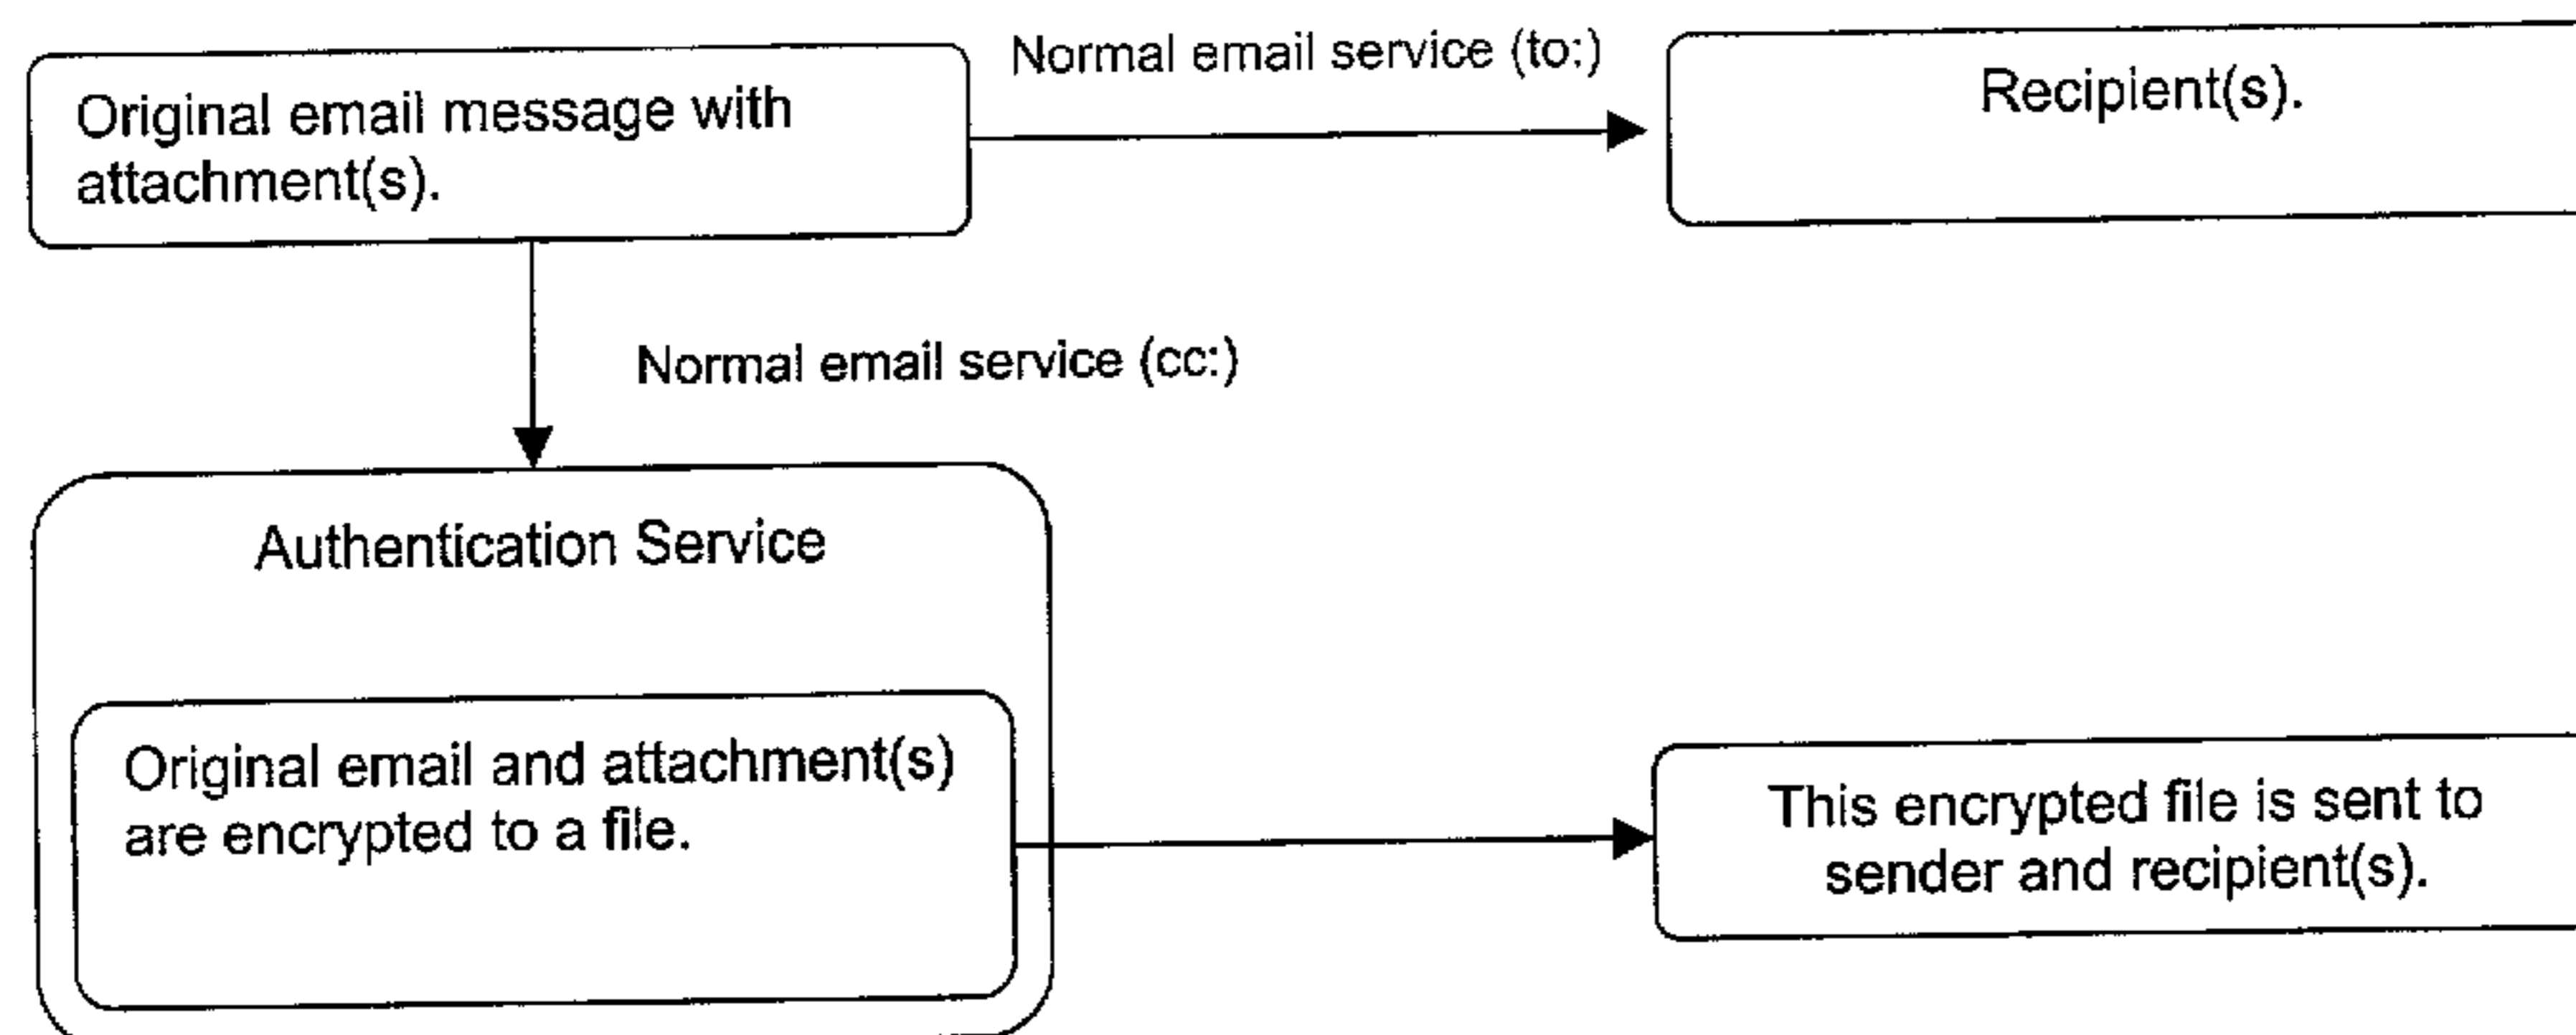 Normal email service (to:)
Original email message with
attachment(s).
Recipient(s).
Normal email service (cc:)
Authentication Service
Original email and attachment(s)
are encrypted to a file.
This encrypted file is sent to
sender and recipient(s).